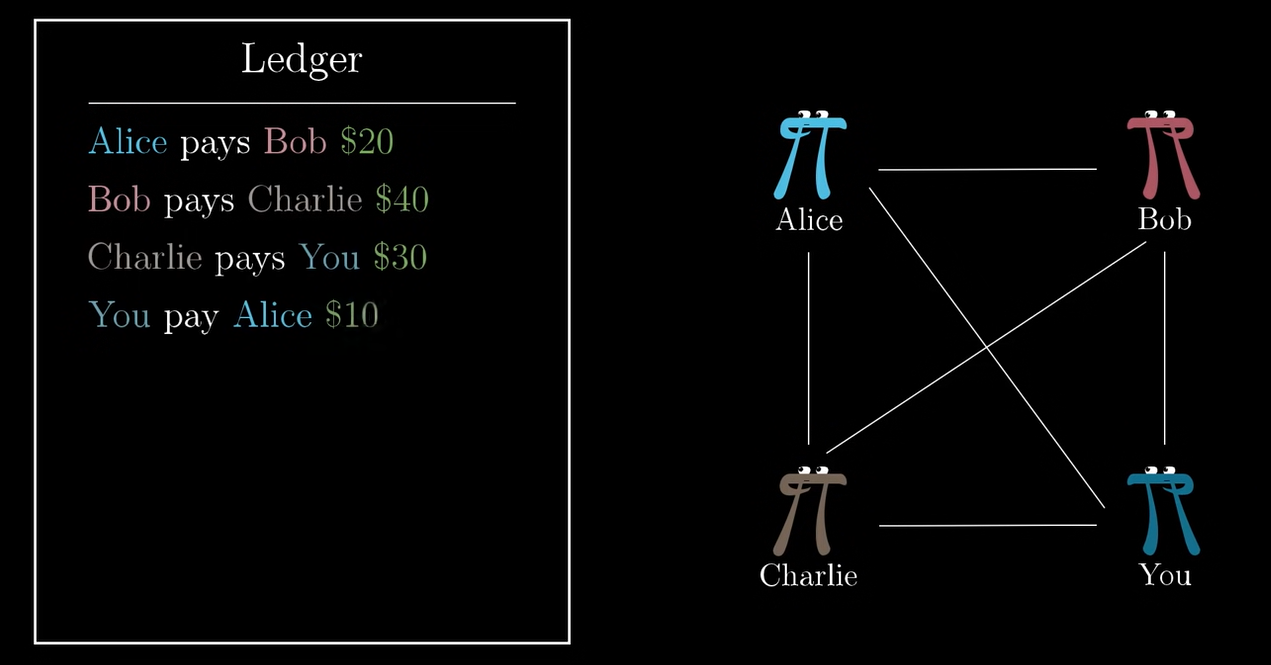 Ledger
Alice pays Bob $20
Bob pays Charlie $40
Charlie pays You $30
You pay Alice $10
Alice
Bob
Charlie
You